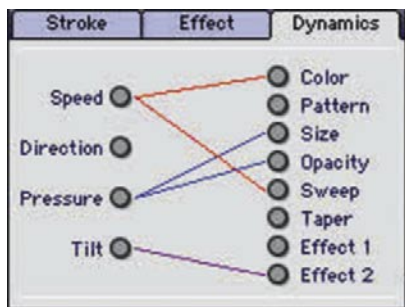 Stroke
Effect
Dynamics
Speed
Direction
Pressure
Tilt
Color
Pattern
Size
Opacity
Sweep
Taper
Effect 1
Effect 2